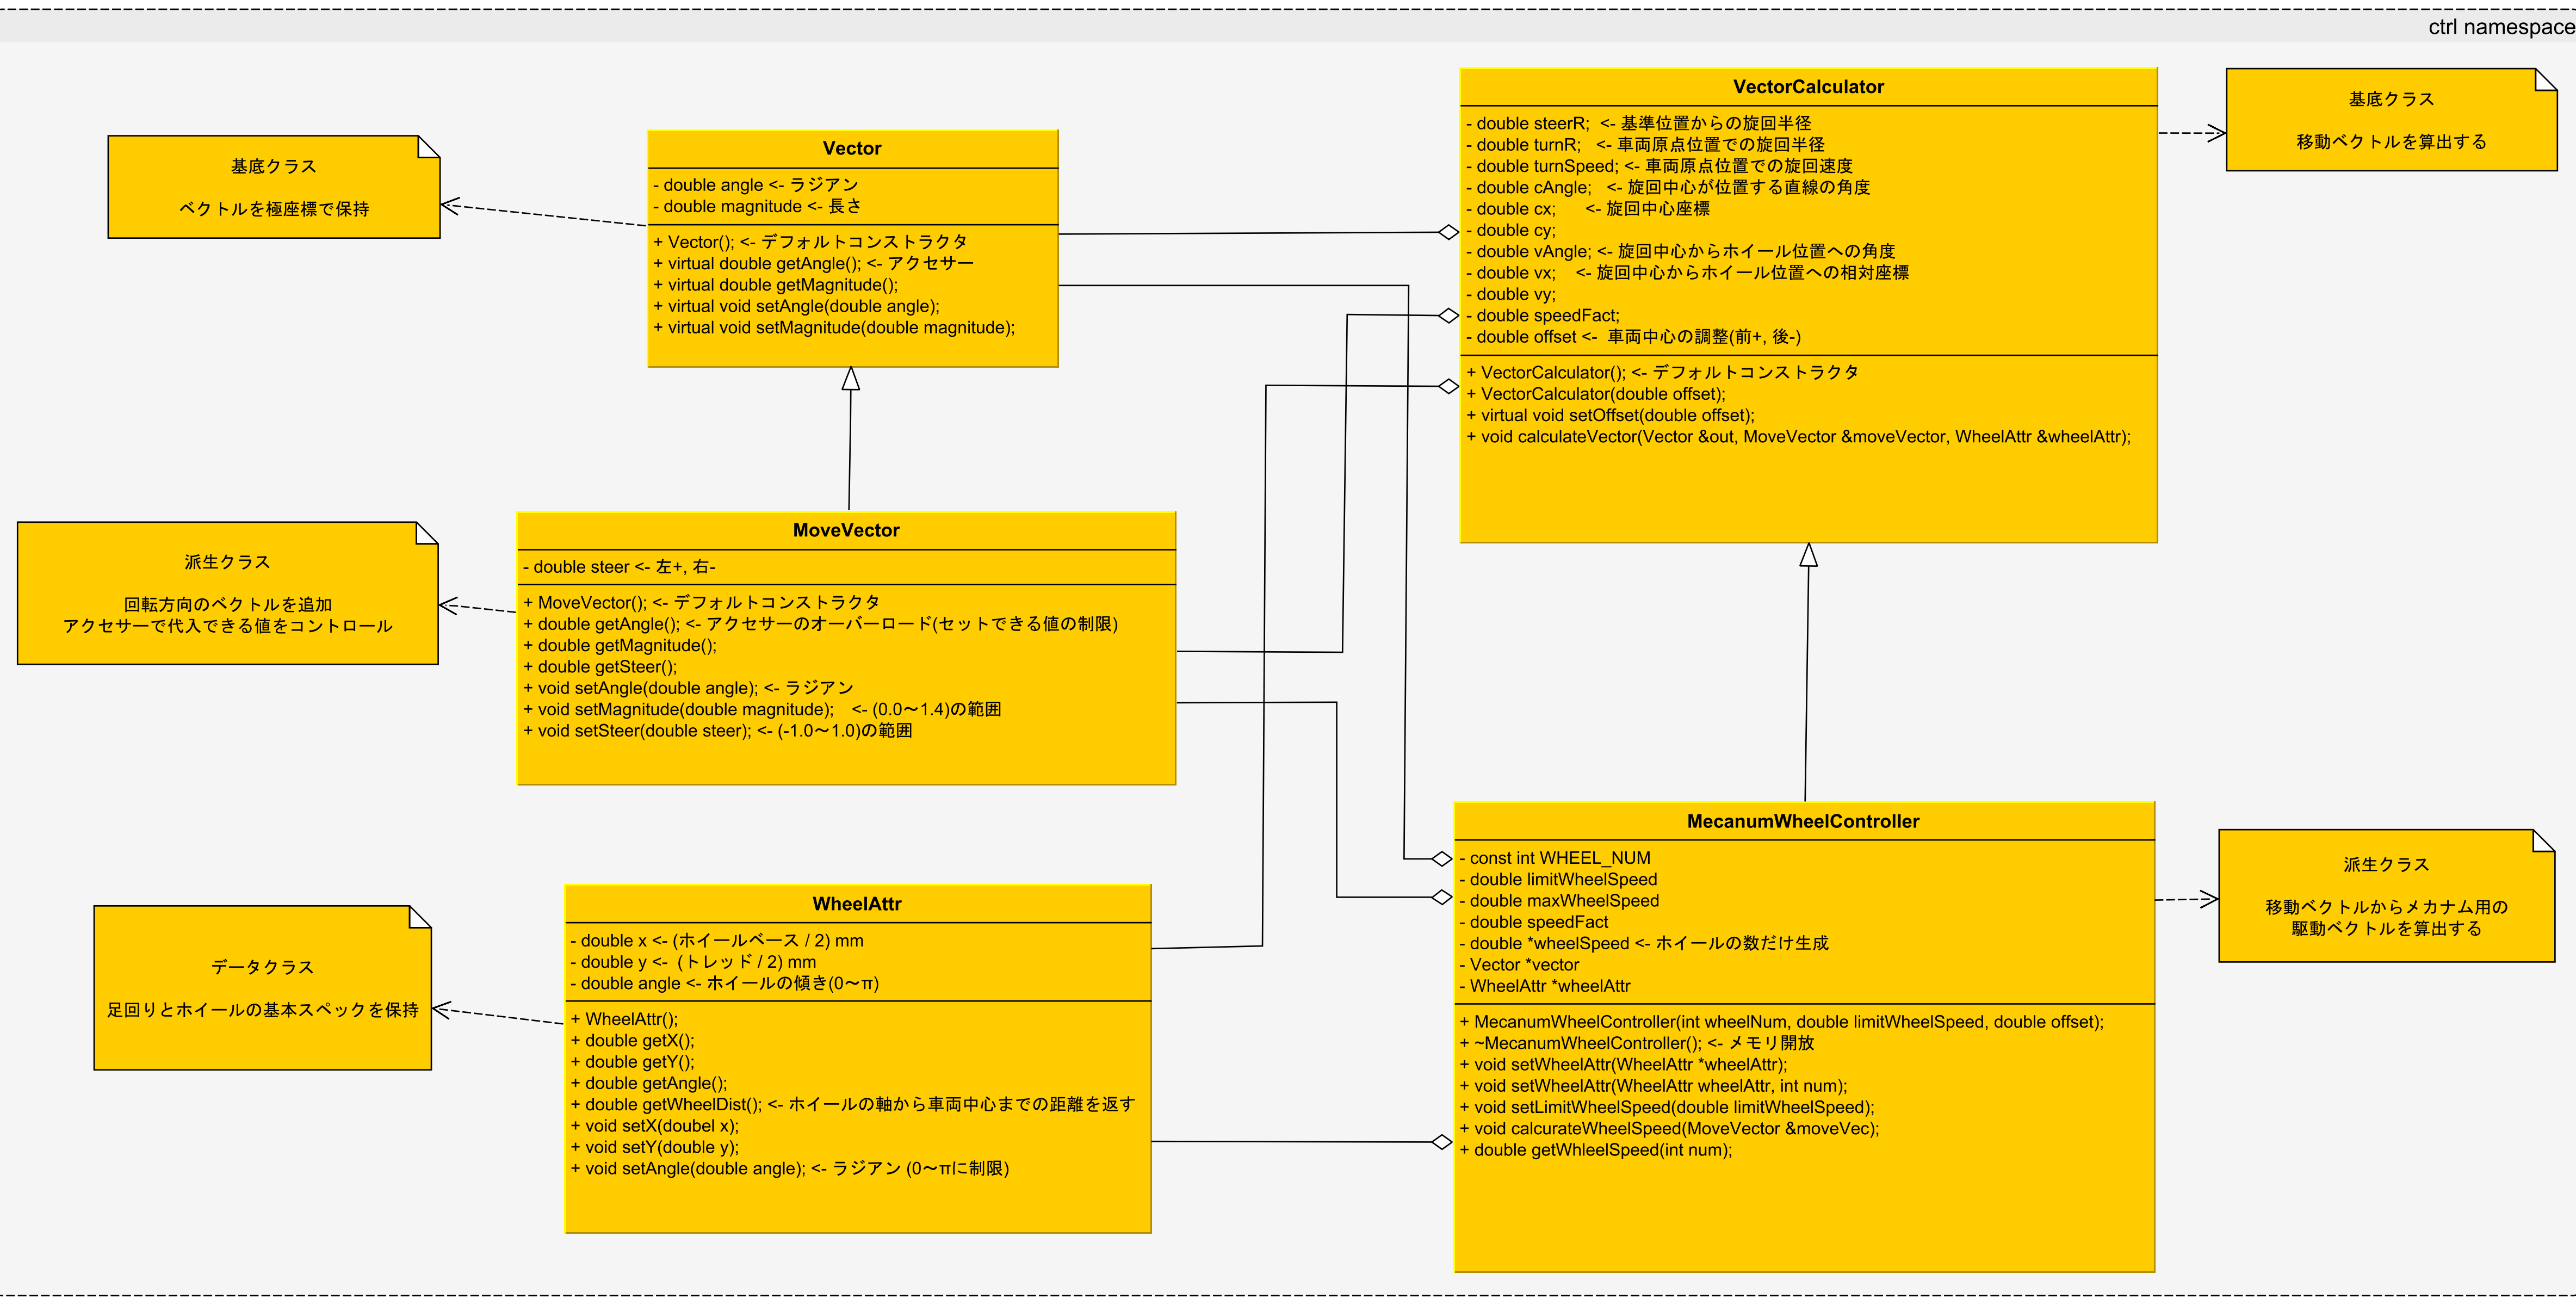 ctrl namespace
基底クラス
ベクトルを極座標で保持
Vector
- double angle <- ラジアン
- double magnitude <- 長さ
+ Vector(); <- デフォルトコンストラクタ
+ virtual double getAngle(); <- アクセサー
+ virtual double getMagnitude();
+ virtual void setAngle(double angle);
+ virtual void setMagnitude(double magnitude);
VectorCalculator
- double steerR;  <- 基準位置からの旋回半径
- double turnR;   <- 車両原点位置での旋回半径
- double turnSpeed; <- 車両原点位置での旋回速度
- double cAngle;   <- 旋回中心が位置する直線の角度
- double cx;      <- 旋回中心座標
- double cy;
- double vAngle; <- 旋回中心からホイール位置への角度
- double vx;    <- 旋回中心からホイール位置への相対座標
- double vy;
- double speedFact;
- double offset <-  車両中心の調整(前+, 後-)
+ VectorCalculator(); <- デフォルトコンストラクタ
+ VectorCalculator(double offset);
+ virtual void setOffset(double offset);
+ void calculateVector(Vector &out, MoveVector &moveVector, WheelAttr &wheelAttr);
基底クラス
移動ベクトルを算出する
派生クラス
回転方向のベクトルを追加
アクセサーで代入できる値をコントロール
MoveVector
- double steer <- 左+, 右-
+ MoveVector(); <- デフォルトコンストラクタ
+ double getAngle(); <- アクセサーのオーバーロード(セットできる値の制限)
+ double getMagnitude();
+ double getSteer();
+ void setAngle(double angle); <- ラジアン
+ void setMagnitude(double magnitude);    <- (0.0〜1.4)の範囲
+ void setSteer(double steer); <- (-1.0〜1.0)の範囲
データクラス
足回りとホイールの基本スペックを保持
WheelAttr
- double x <- (ホイールベース / 2) mm
- double y <-  (トレッド / 2) mm
- double angle <- ホイールの傾き(0〜π)
+ WheelAttr();
+ double getX();
+ double getY();
+ double getAngle();
+ double getWheelDist(); <- ホイールの軸から車両中心までの距離を返す
+ void setX(doubel x);
+ void setY(double y);
+ void setAngle(double angle); <- ラジアン (0〜πに制限)
MecanumWheelController
- const int WHEEL_NUM
- double limitWheelSpeed
- double maxWheelSpeed
- double speedFact
- double *wheelSpeed <- ホイールの数だけ生成
- Vector *vector
- WheelAttr *wheelAttr
+ MecanumWheelController(int wheelNum, double limitWheelSpeed, double offset);
+ ~MecanumWheelController(); <- メモリ開放
+ void setWheelAttr(WheelAttr *wheelAttr);
+ void setWheelAttr(WheelAttr wheelAttr, int num);
+ void setLimitWheelSpeed(double limitWheelSpeed);
+ void calcurateWheelSpeed(MoveVector &moveVec);
+ double getWhleelSpeed(int num);
派生クラス
移動ベクトルからメカナム用の
駆動ベクトルを算出する